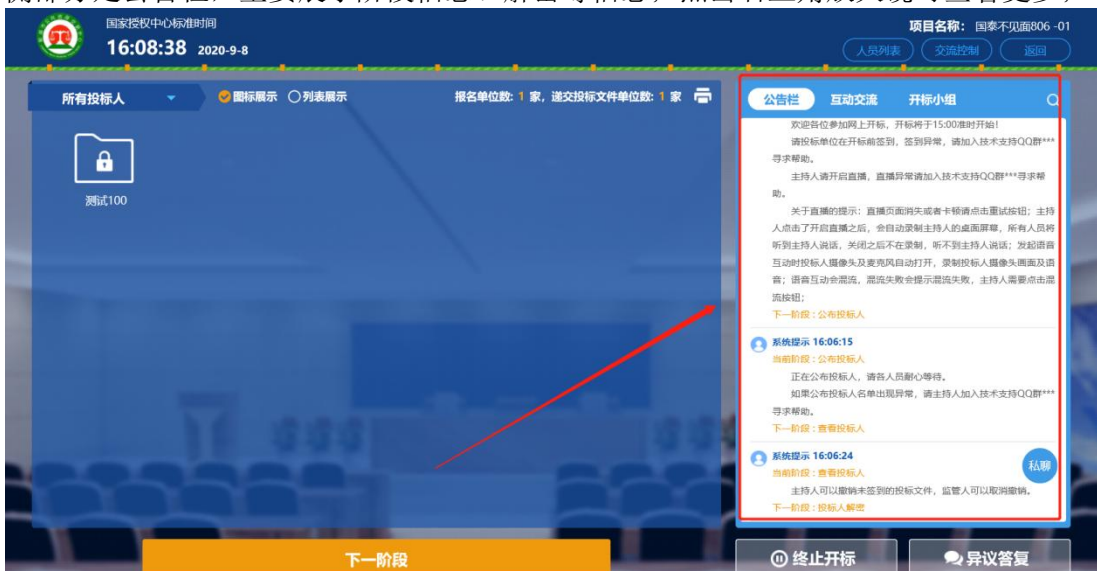 国家授权中心标准时间
16:08:38 2020-9-8
项目名称： 国泰不见面806 -01
人员列表 交流控制 返回
所有投标人 图标展示 列表展示 报名单位数: 1 家，递交投标文件单位数: 1 家
测试100
公告栏 互动交流 开标小组
欢迎各位参加网上开标，开标将于15:00准时开始!
请投标单位在开标前签到，签到异常，请加入技术支持QQ群***
寻求帮助。
主持人请开启直播，直播异常请加入技术支持QQ群***寻求帮
助。
关于直播的提示：直播页面消失或者卡顿请点击重试按钮；主持
人点击了开启直播之后，会自动录制主持人的桌面屏幕，所有人员将
听到主持人说话，关闭之后不在录制，听不到主持人说话；发起语音
互动时投标人摄像头及麦克风自动打开，录制投标人摄像头画面及语
音；语音互动会混流，混流失败会提示混流失败，主持人需要点击混
流按钮；
下一阶段 : 公布投标人
系统提示 16:06:15
当前阶段 : 公布投标人
正在公布投标人，请各人员耐心等待。
如果公布投标人名单出现异常，请主持人加入技术支持QQ群***
寻求帮助。
下一阶段 : 查看投标人
系统提示 16:06:24
当前阶段 : 查看投标人
主持人可以撤销未签到的投标文件，监管人可以取消撤销。
下一阶段 : 投标人解密
私聊
下一阶段
终止开标
异议答复